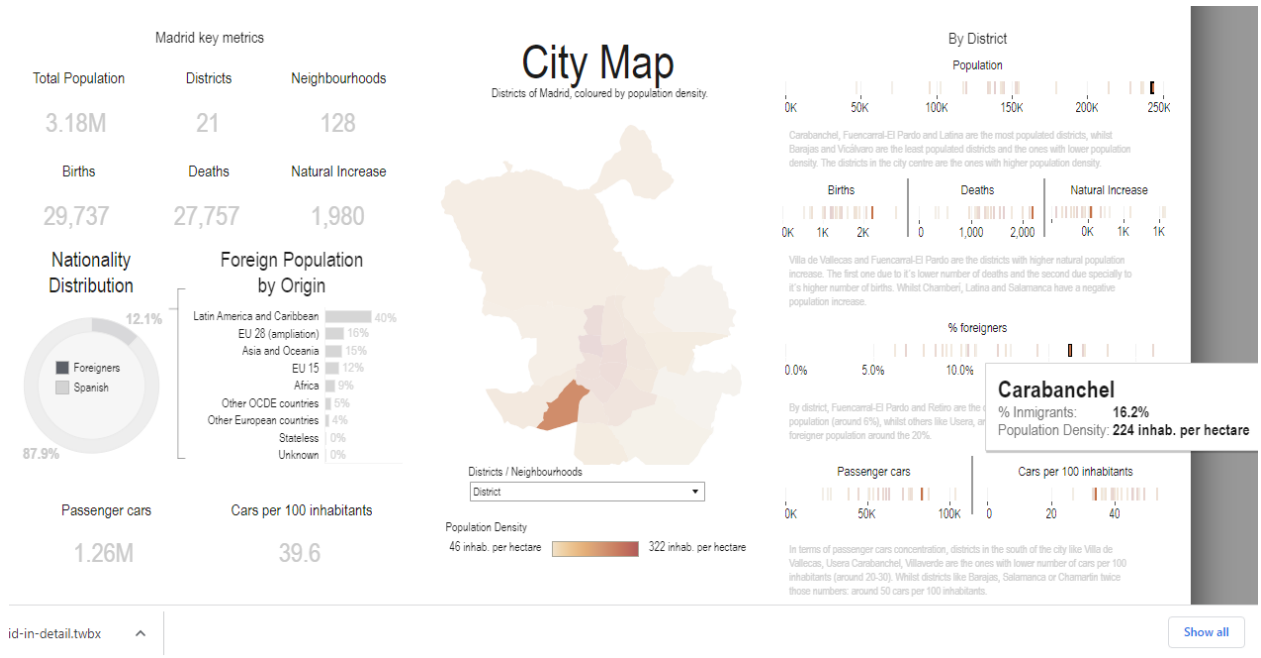 Madrid key metrics
Total Population
Districts
Neighbourhoods
3.18M
21
128
Births
Deaths
Natural Increase
29,737
27,757
1,980
Nationality
Distribution
12.1%
Foreigners
Spanish
87.9%
Foreign Population
by Origin
Latin America and Caribbean 40%
EU 28 (ampliation) 16%
Asia and Oceania 15%
EU 15 12%
Africa 9%
Other OCDE countries 5%
Other European countries 4%
Stateless 0%
Unknown 0%
Passenger cars
Cars per 100 inhabitants
1.26M
39.6
City Map
Districts of Madrid, coloured by population density.
Districts / Neighbourhoods
District
Population Density
46 inhab. per hectare
322 inhab. per hectare
By District
Population
0K 50K 100K 150K 200K 250K
Carabanchel, Fuencarral-El Pardo and Latina are the most populated districts, whilst
Barajas and Vicálvaro are the least populated districts and the ones with lower population
density. The districts in the city centre are the ones with higher population density.
Births
Deaths
Natural Increase
0K 1K 2K
0 1,000 2,000
0K 1K 1K
Villa de Vallecas and Fuencarral-El Pardo are the districts with higher natural population
increase. The first one due to it´s lower number of deaths and the second due specially to
it´s higher number of births. Whilst Chamberí, Latina and Salamanca have a negative
population increase.
% foreigners
0.0% 5.0% 10.0%
Carabanchel
% Inmigrants: 16.2%
Population Density: 224 inhab. per hectare
By district, Fuencarral-El Pardo and Retiro are the
population (around 6%), whilst others like Usera,
foreigner population around the 20%.
Passenger cars
Cars per 100 inhabitants
0K 50K 100K
0 20 40
In terms of passenger cars concentration, districts in the south of the city like Villa de
Vallecas, Usera Carabanchel, Villaverde are the ones with lower number of cars per 100
inhabitants (around 20-30). Whilst districts like Barajas, Salamanca or Chamartín twice
those numbers: around 50 cars per 100 inhabitants.
id-in-detail.twbx
Show all